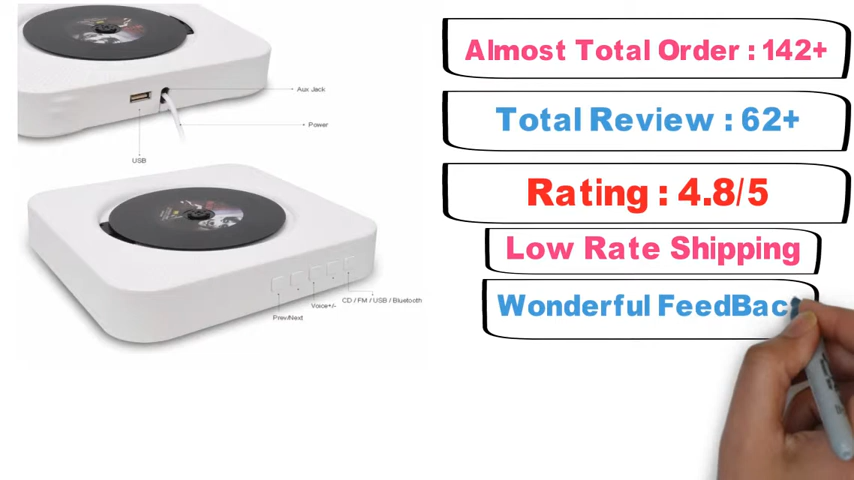 Aux Jack
Power
USB
CD / FM / USB / Bluetooth
Voice+/-
Prev/Next
Almost Total Order : 142+
Total Review : 62+
Rating : 4.8/5
Low Rate Shipping
Wonderful FeedBac